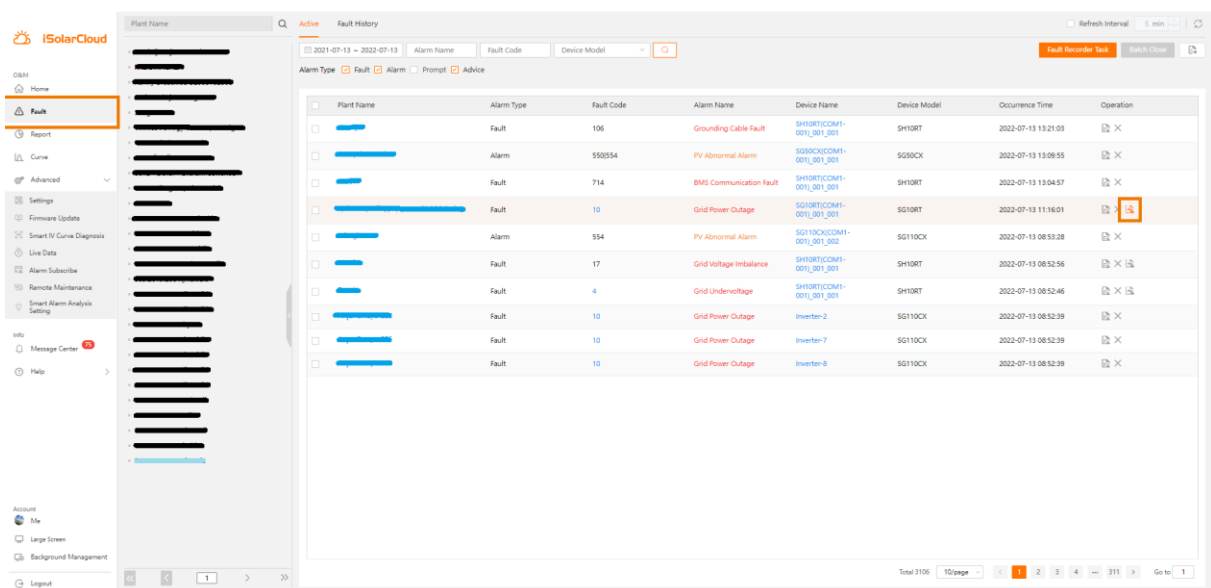 iSolarCloud
O&M
Home
Fault
Report
Curve
Advanced
Settings
Firmware Update
Smart IV Curve Diagnosis
Live Data
Alarm Subscribe
Remote Maintenance
Smart Alarm Analysis
Setting
Info
Message Center 75
Help
Account
Me
Large Screen
Background Management
Logout
Plant Name
1
Active Fault History
Refresh Interval 5 min
2021-07-13 ~ 2022-07-13 Alarm Name Fault Code Device Model
Fault Recorder Task Batch Close
Alarm Type Fault Alarm Prompt Advice
Plant Name Alarm Type Fault Code Alarm Name Device Name Device Model Occurrence Time Operation
Fault 106 Grounding Cable Fault SH10RT(COM1-
001)_001_001 SH10RT 2022-07-13 13:21:03
Alarm 550|554 PV Abnormal Alarm SG50CX(COM1-
001)_001_001 SG50CX 2022-07-13 13:09:55
Fault 714 BMS Communication Fault SH10RT(COM1-
001)_001_001 SH10RT 2022-07-13 13:04:57
Fault 10 Grid Power Outage SG10RT(COM1-
001)_001_001 SG10RT 2022-07-13 11:16:01
Alarm 554 PV Abnormal Alarm SG110CX(COM1-
001)_001_002 SG110CX 2022-07-13 08:53:28
Fault 17 Grid Voltage Imbalance SH10RT(COM1-
001)_001_001 SH10RT 2022-07-13 08:52:56
Fault 4 Grid Undervoltage SH10RT(COM1-
001)_001_001 SH10RT 2022-07-13 08:52:46
Fault 10 Grid Power Outage Inverter-2 SG110CX 2022-07-13 08:52:39
Fault 10 Grid Power Outage Inverter-7 SG110CX 2022-07-13 08:52:39
Fault 10 Grid Power Outage Inverter-8 SG110CX 2022-07-13 08:52:39
Total 3106 10/page 1 2 3 4 ... 311 Go to 1